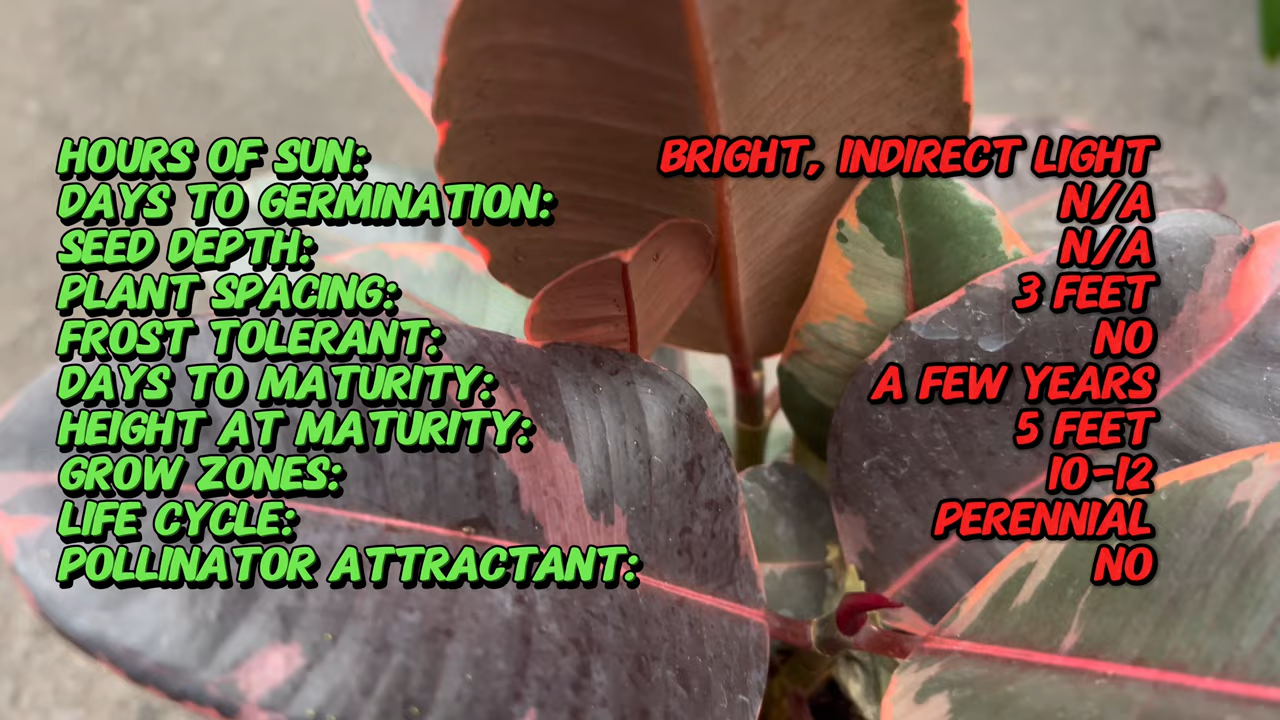 HOURS OF SUN: BRIGHT, INDIRECT LIGHT
DAYS TO GERMINATION: N/A
SEED DEPTH: N/A
PLANT SPACING: 3 FEET
FROST TOLERANT: NO
DAYS TO MATURITY: A FEW YEARS
HEIGHT AT MATURITY: 5 FEET
GROW ZONES: 10-12
LIFE CYCLE: PERENNIAL
POLLINATOR ATTRACTANT: NO